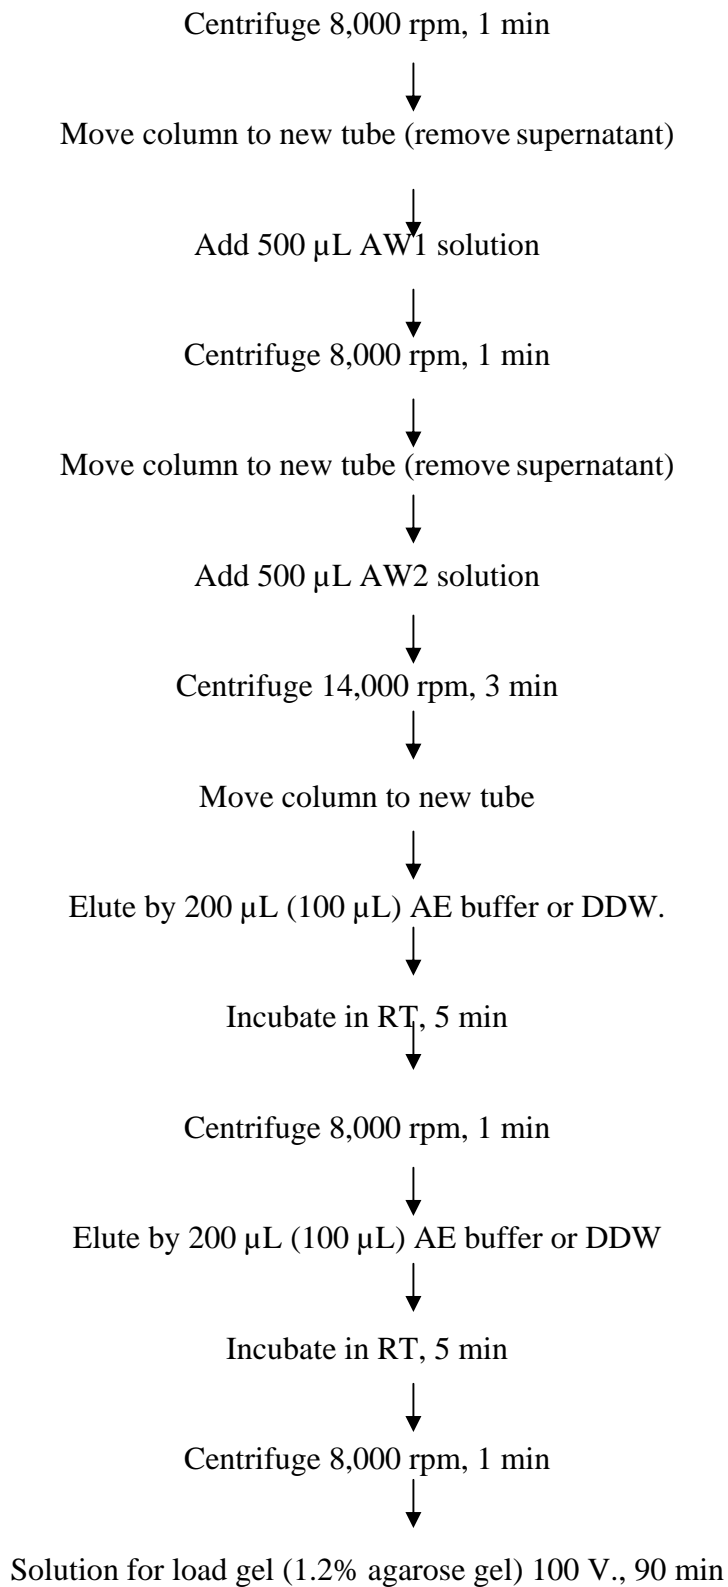 Centrifuge 8,000 rpm, 1 min
Move column to new tube (remove supernatant)
Add 500 µL AW1 solution
Centrifuge 8,000 rpm, 1 min
Move column to new tube (remove supernatant)
Add 500 µL AW2 solution
Centrifuge 14,000 rpm, 3 min
Move column to new tube
Elute by 200 µL (100 µL) AE buffer or DDW.
Incubate in RT, 5 min
Centrifuge 8,000 rpm, 1 min
Elute by 200 µL (100 µL) AE buffer or DDW
Incubate in RT, 5 min
Centrifuge 8,000 rpm, 1 min
Solution for load gel (1.2% agarose gel) 100 V., 90 min